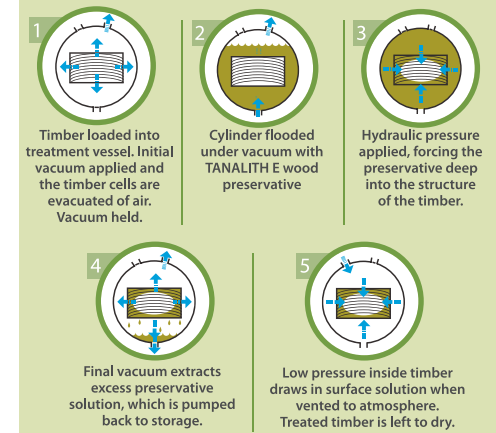 1
Timber loaded into
treatment vessel. Initial
vacuum applied and
the timber cells are
evacuated of air.
Vacuum held.
2
Cylinder flooded
under vacuum with
TANALITH E wood
preservative
3
Hydraulic pressure
applied, forcing the
preservative deep
into the structure
of the timber.
4
Final vacuum extracts
excess preservative
solution, which is pumped
back to storage.
5
Low pressure inside timber
draws in surface solution when
vented to atmosphere.
Treated timber is left to dry.